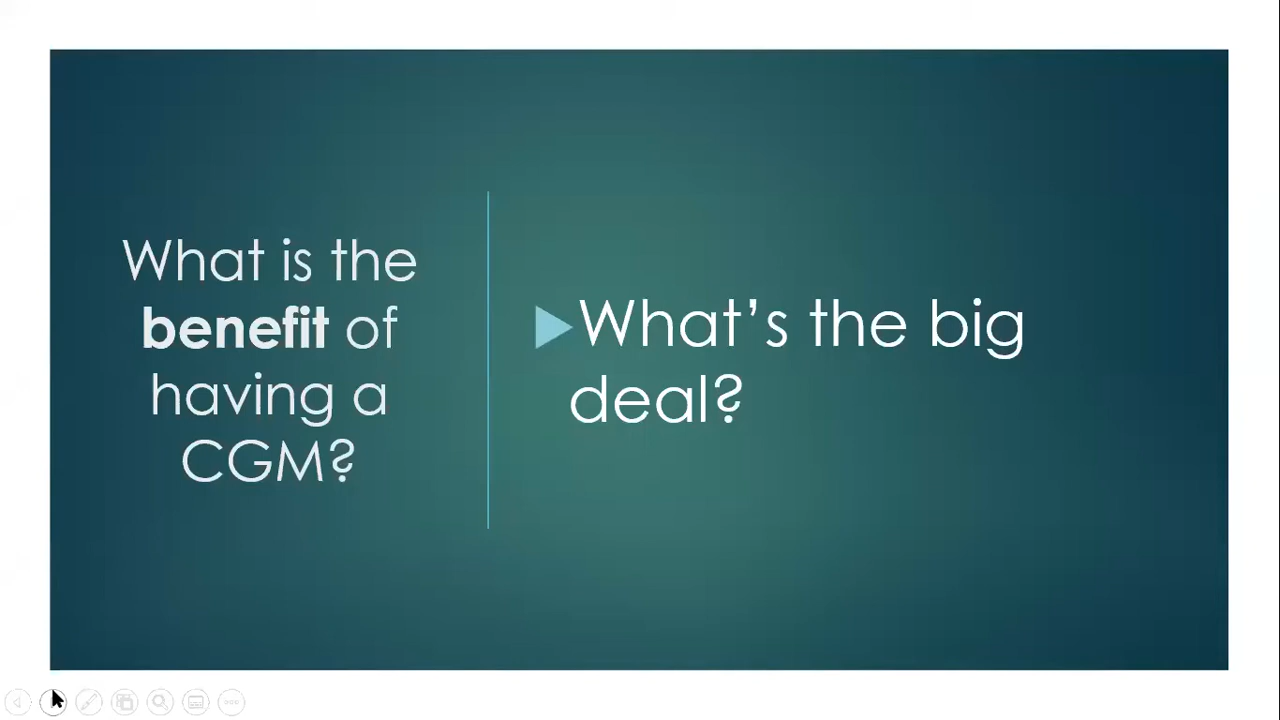 What is the
benefit of
having a
CGM?
What’s the big
deal?